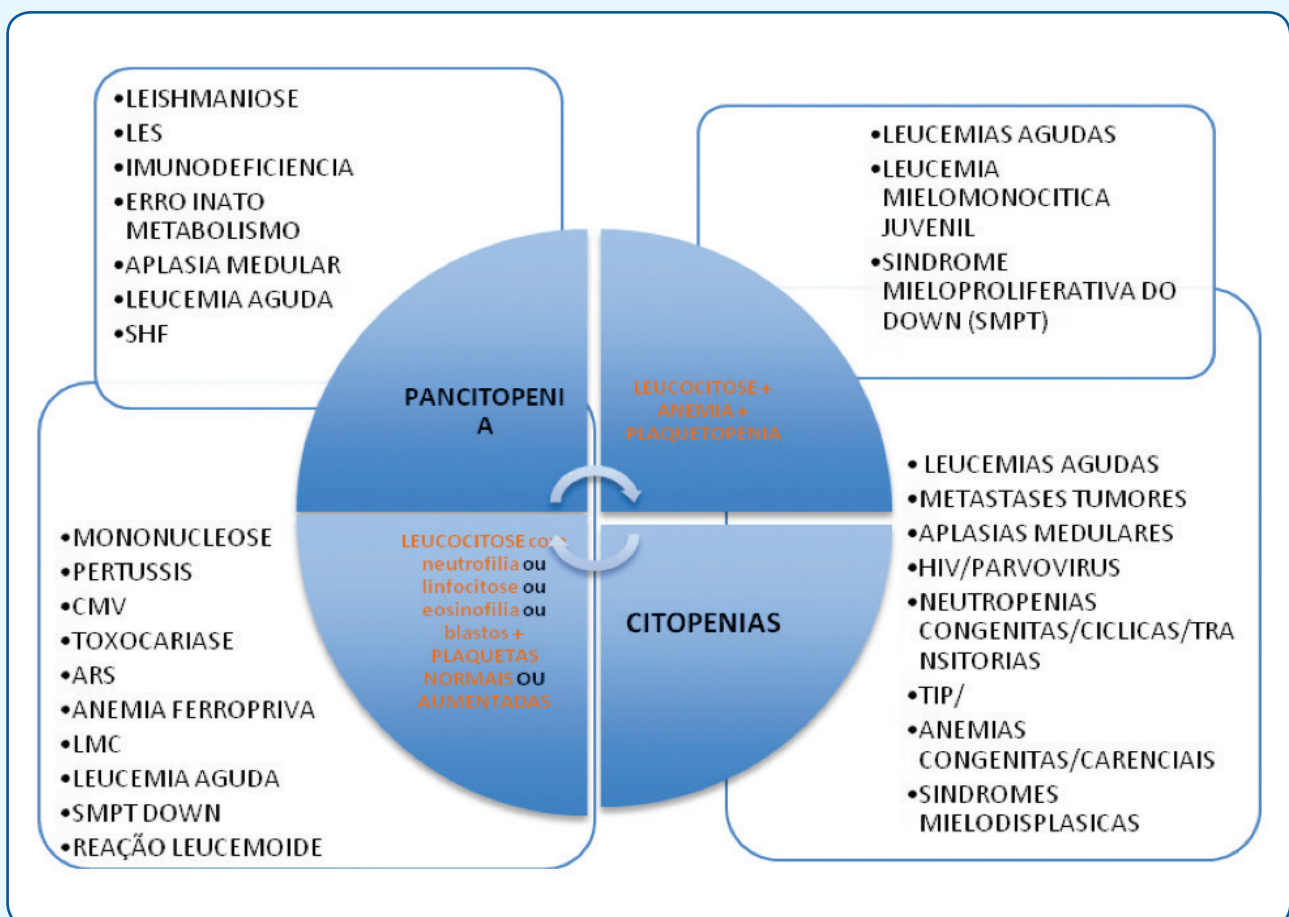 •LEISHMANIOSE
•LES
•IMUNODEFICIENCIA
•ERRO INATO
METABOLISMO
•APLASIA MEDULAR
•LEUCEMIA AGUDA
•SHF
•LEUCEMIAS AGUDAS
•LEUCEMIA
MIELOMONOCITICA
JUVENIL
•SINDROME
MIELOPROLIFERATIVA DO
DOWN (SMPT)
PANCITOPENI
A
LEUCOCITOSE +
ANEMIA +
PLAQUETOPENIA
•MONONUCLEOSE
•PERTUSSIS
•CMV
•TOXOCARIASE
•ARS
•ANEMIA FERROPRIVA
•LMC
•LEUCEMIA AGUDA
•SMPT DOWN
•REAÇÃO LEUCEMOIDE
LEUCOCITOSE com
neutrofilia ou
linfocitose ou
eosinofilia ou
blastos +
PLAQUETAS
NORMAIS OU
AUMENTADAS
CITOPENIAS
• LEUCEMIAS AGUDAS
•METASTASES TUMORES
•APLASIAS MEDULARES
•HIV/PARVOVIRUS
•NEUTROPENIAS
CONGENITAS/CICLICAS/TRA
NSITORIAS
•TIP/
•ANEMIAS
CONGENITAS/CARENCIAIS
•SINDROMES
MIELODISPLASICAS